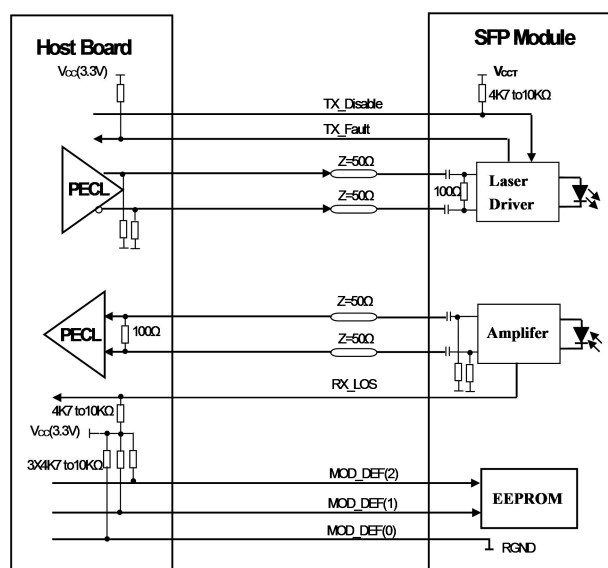 Host Board
SFP Module
VCC(3.3V)
VCCT
4K7 to10KΩ
TX_Disable
TX_Fault
PECL
Z=50Ω
Z=50Ω
100Ω
Laser
Driver
PECL
100Ω
Z=50Ω
Z=50Ω
Amplifer
RX_LOS
4K7 to10KΩ
VCC(3.3V)
3X4K7 to10KΩ
MOD_DEF(2)
MOD_DEF(1)
EEPROM
MOD_DEF(0)
RGND